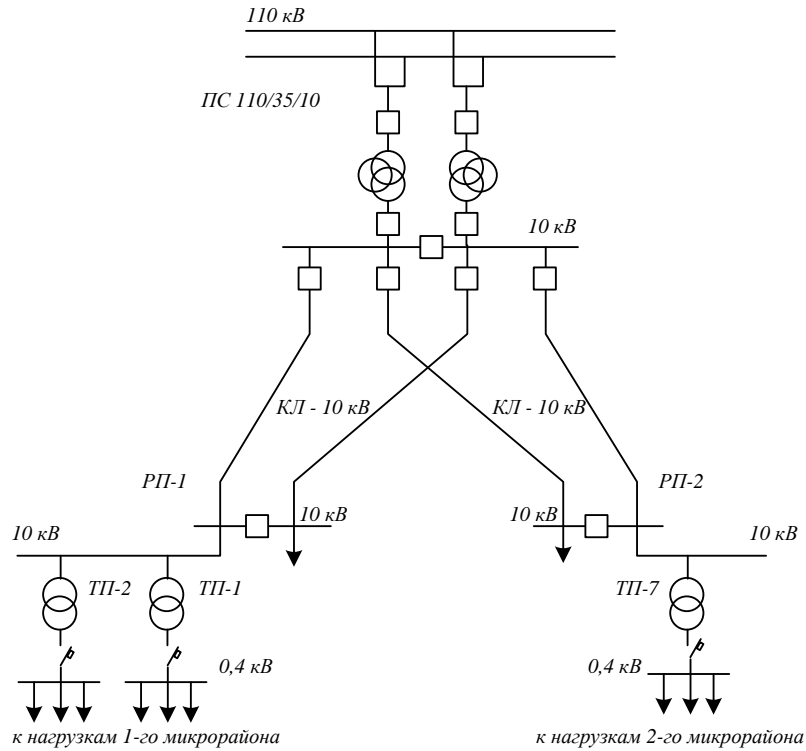 110 кВ
ПС 110/35/10
10 кВ
КЛ - 10 кВ
КЛ - 10 кВ
РП-1
РП-2
10 кВ
10 кВ
10 кВ
10 кВ
ТП-2
ТП-1
ТП-7
0,4 кВ
0,4 кВ
к нагрузкам 1-го микрорайона
к нагрузкам 2-го микрорайона